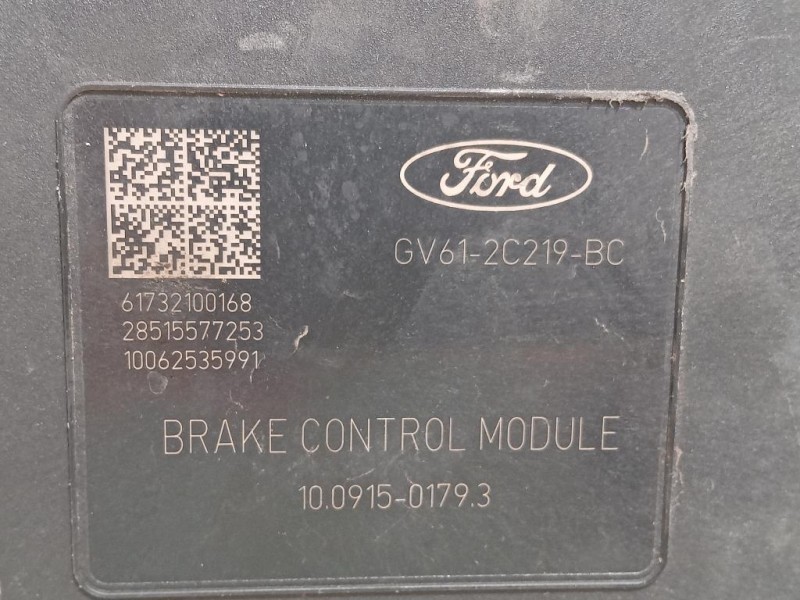 Ford
GV61-2C219-BC
61732100168
28515577253
10062535991
BRAKE CONTROL MODULE
10.0915-0179.3